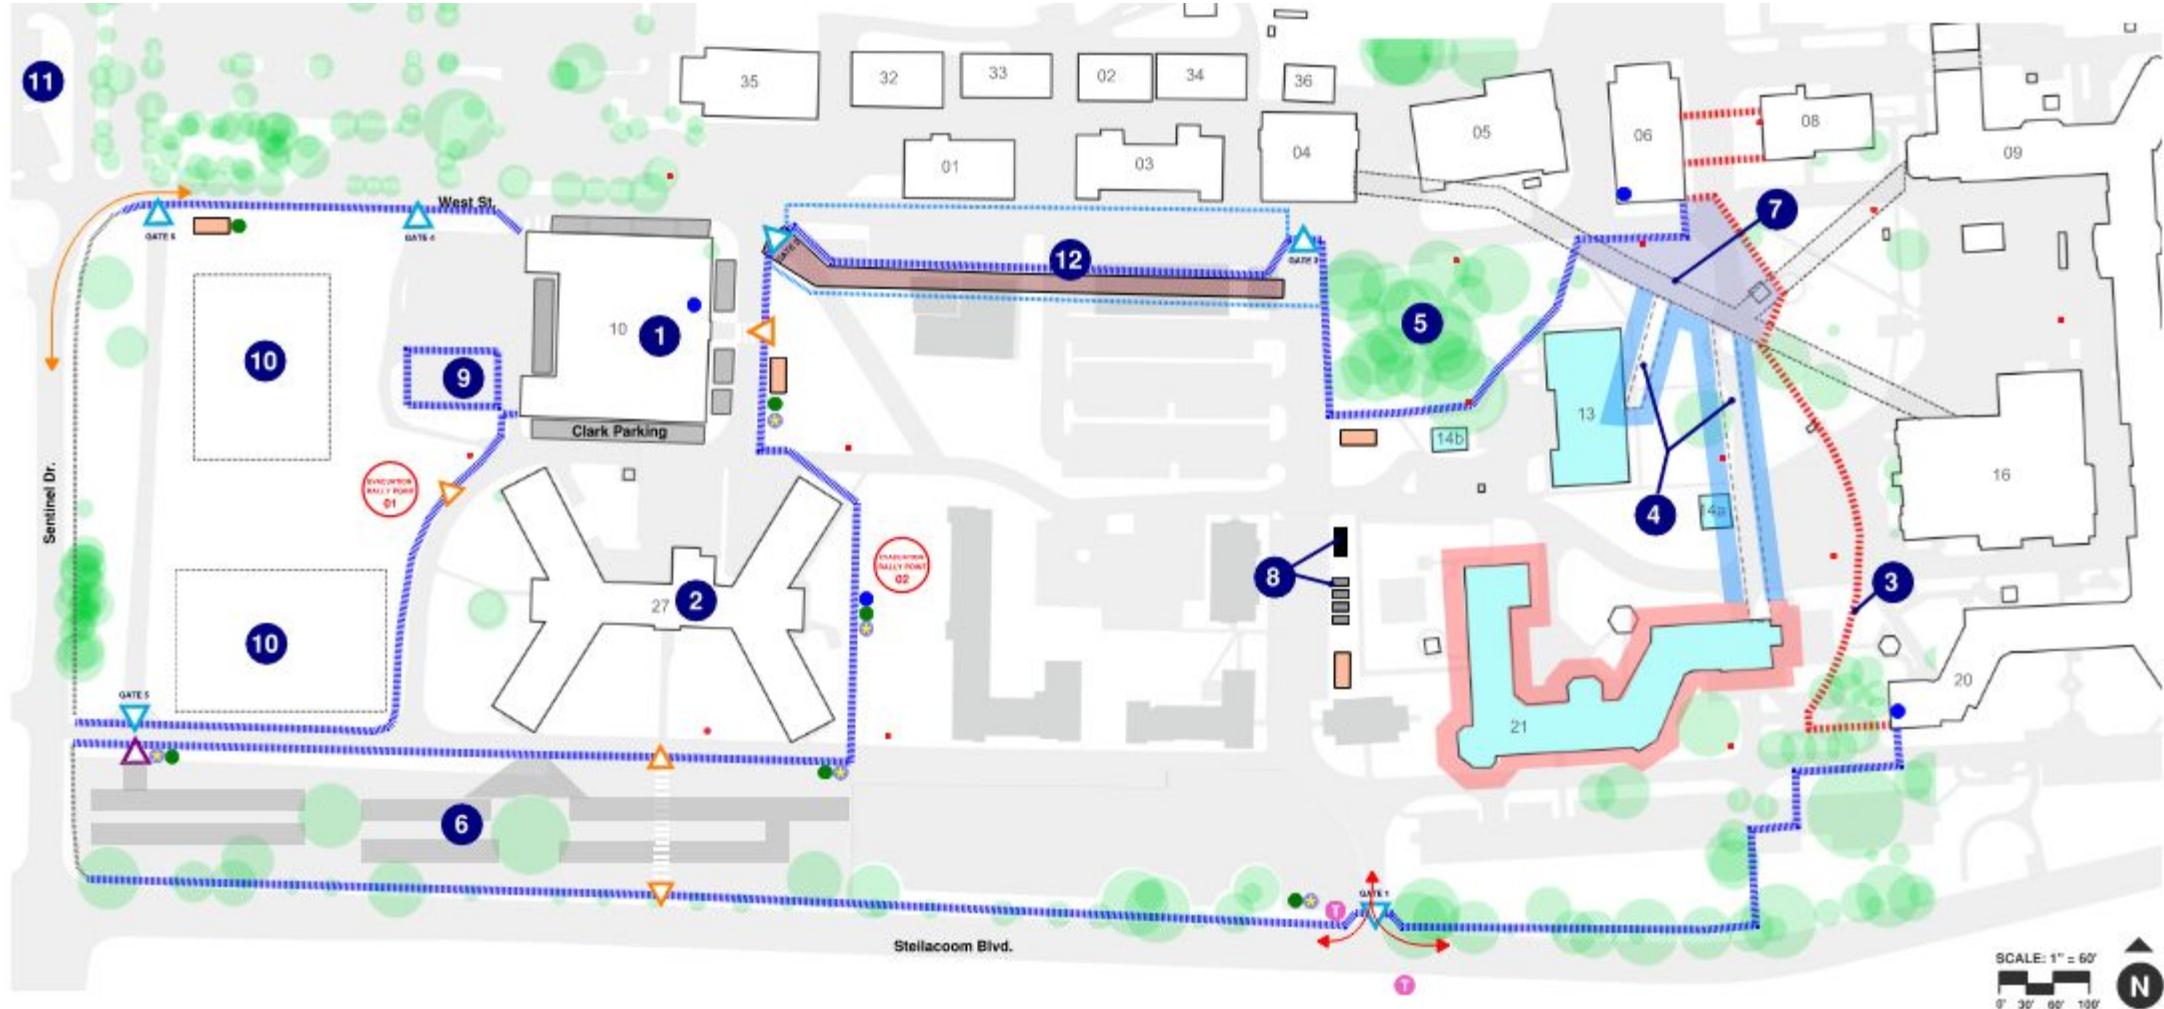 11
35
32
33
02
34
36
05
06
08
09
01
03
04
West St.
GATE 6
GATE 4
GATE 3
7
12
10
1
5
10
9
Clark Parking
13
14b
16
4
14a
EVACUATION
RALLY POINT
01
Sentinel Dr.
EVACUATION
RALLY POINT
02
8
3
27
2
10
20
21
GATE 5
6
GATE 1
T
Steilacoom Blvd.
T
SCALE: 1" = 60'
0' 30' 60' 100'
N